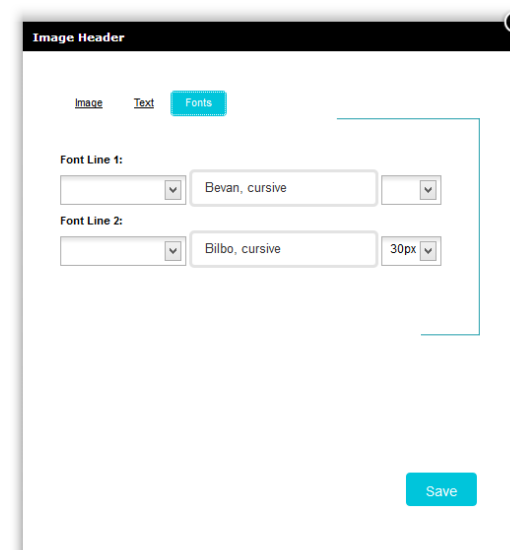 Image Header
Image Text Fonts
Font Line 1:
Bevan, cursive
Font Line 2:
Bilbo, cursive 30px
Save